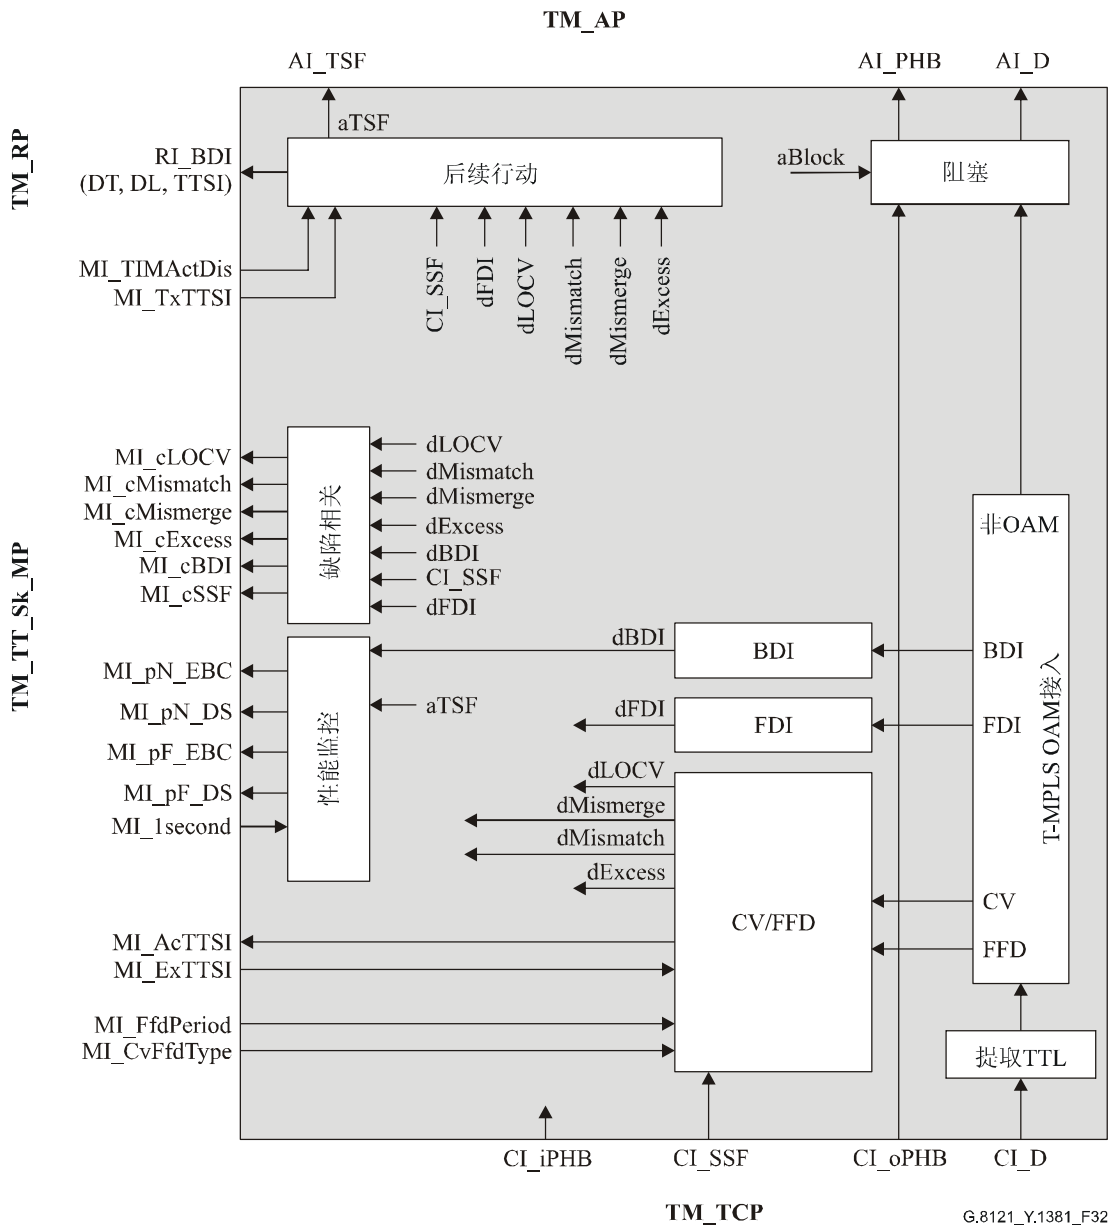 TM_AP
AI_TSF
AI_PHB
AI_D
TM_RP
aTSF
RI_BDI
(DT, DL, TTSI)
后续行动
aBlock
阻塞
MI_TIMActDis
MI_TxTTSI
CI_SSF
dFDI
dLOCV
dMismatch
dMismerge
dExcess
TM_TT_Sk_MP
MI_cLOCV
MI_cMismatch
MI_cMismerge
MI_cExcess
MI_cBDI
MI_cSSF
缺陷相关
dLOCV
dMismatch
dMismerge
dExcess
dBDI
CI_SSF
dFDI
MI_pN_EBC
MI_pN_DS
MI_pF_EBC
MI_pF_DS
MI_1second
性能监控
aTSF
dBDI
BDI
dFDI
FDI
dLOCV
dMismerge
dMismatch
dExcess
CV/FFD
非OAM
BDI
FDI
T-MPLS OAM接入
CV
FFD
MI_AcTTSI
MI_ExTTSI
MI_FfdPeriod
MI_CvFfdType
提取TTL
CI_iPHB
CI_SSF
CI_oPHB
CI_D
TM_TCP
G.8121_Y.1381_F32